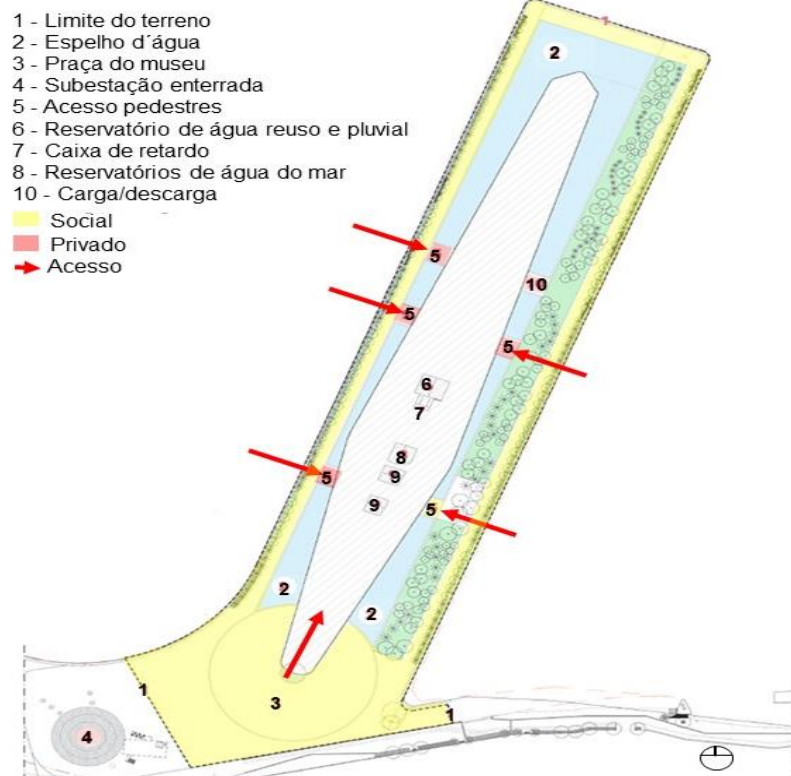 1 - Limite do terreno
2 - Espelho d´água
3 - Praça do museu
4 - Subestação enterrada
5 - Acesso pedestres
6 - Reservatório de água reuso e pluvial
7 - Caixa de retardo
8 - Reservatórios de água do mar
10 - Carga/descarga
Social
Privado
Acesso
1
2
5
10
5
5
6
7
8
5
9
9
5
2
2
1
3
1
4